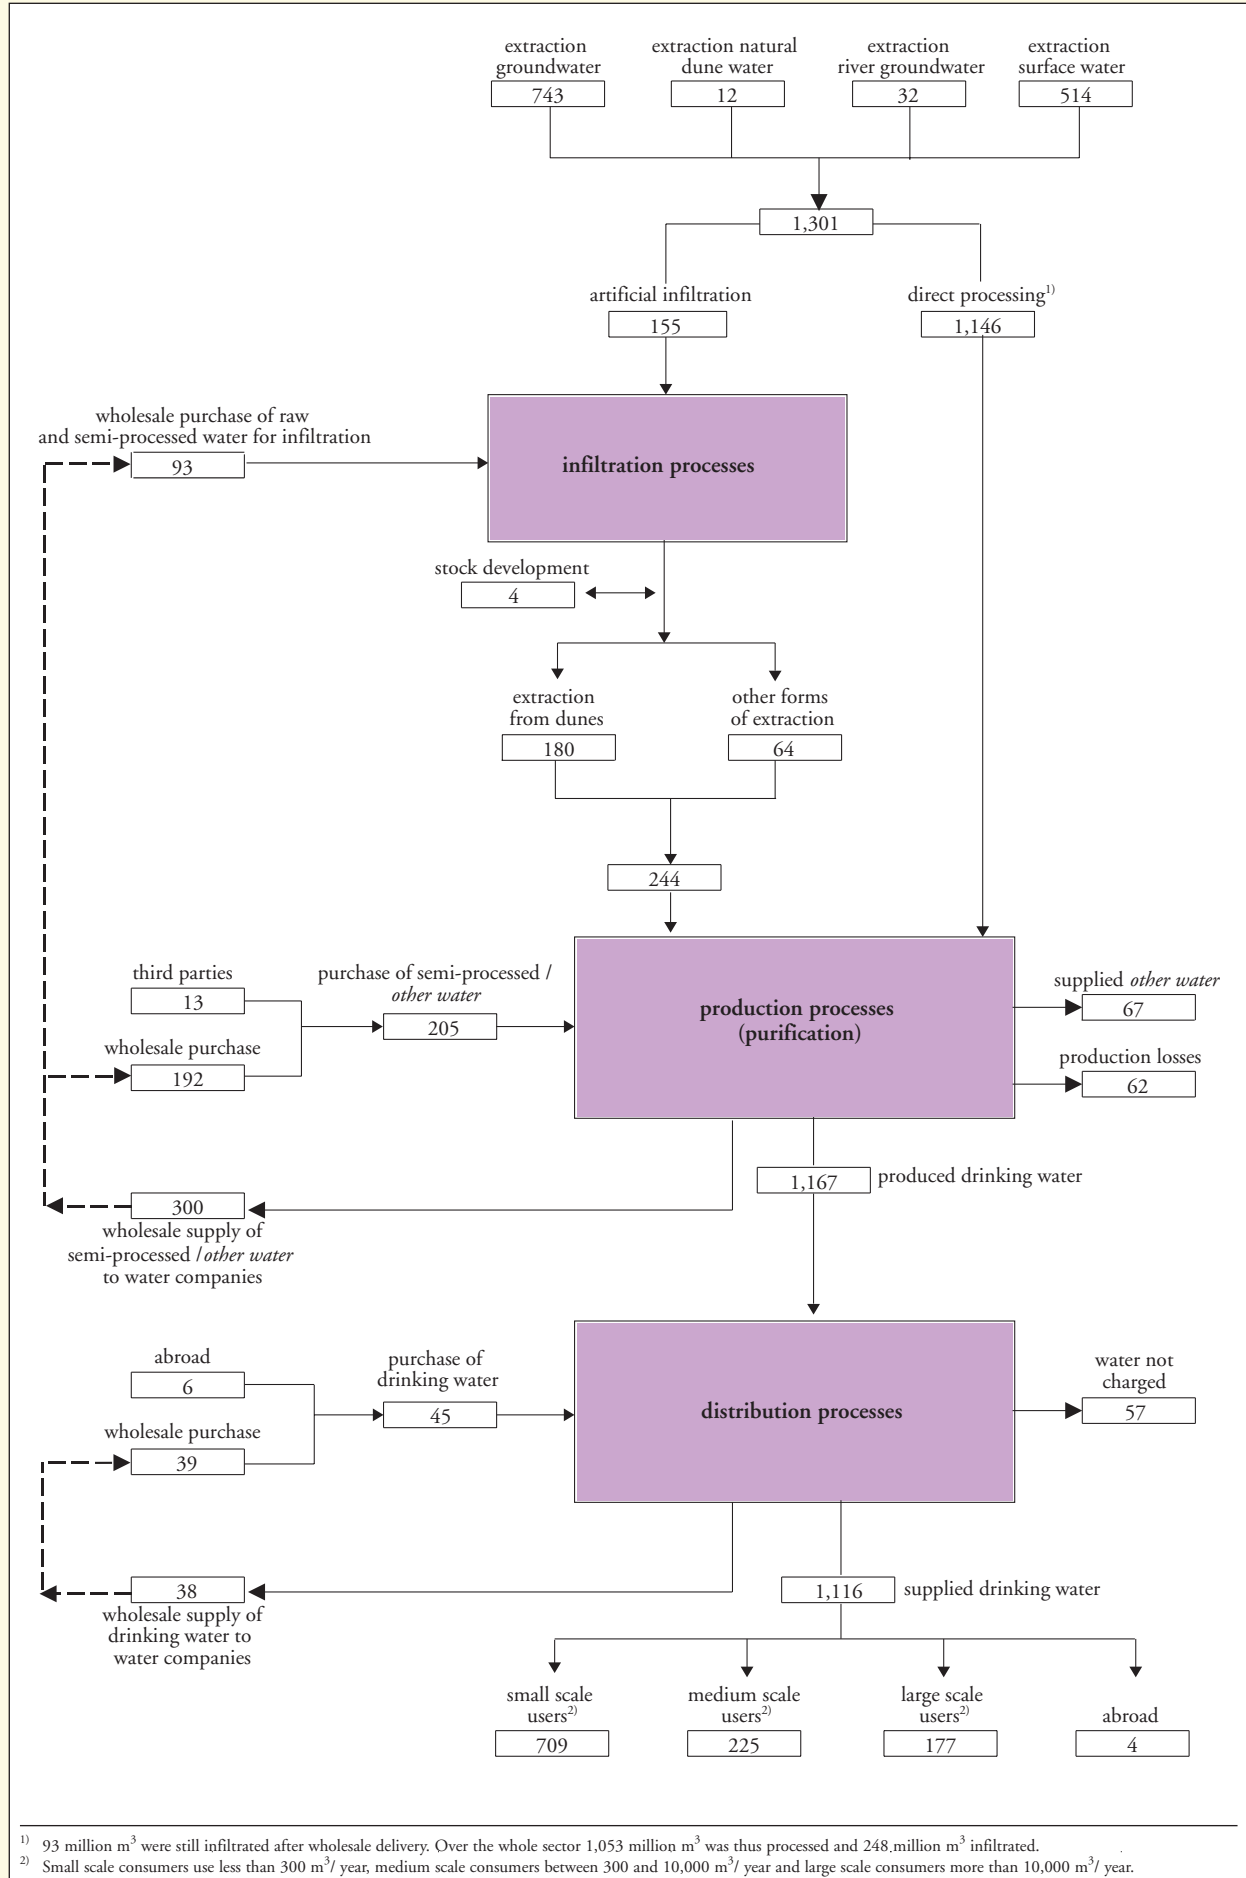 extraction
groundwater
743
extraction natural
dune water
12
extraction
river groundwater
32
extraction
surface water
514
1,301
artificial infiltration
155
direct processing1)
1,146
wholesale purchase of raw
and semi-processed water for infiltration
93
infiltration processes
stock development
4
extraction
from dunes
180
other forms
of extraction
64
244
third parties
13
wholesale purchase
192
purchase of semi-processed /
other water
205
production processes
(purification)
supplied other water
67
production losses
62
1,167
produced drinking water
300
wholesale supply of
semi-processed /other water
to water companies
abroad
6
wholesale purchase
39
purchase of
drinking water
45
distribution processes
water not
charged
57
38
wholesale supply of
drinking water to
water companies
1,116
supplied drinking water
small scale
users2)
709
medium scale
users2)
225
large scale
users2)
177
abroad
4
1) 93 million m3 were still infiltrated after wholesale delivery. Over the whole sector 1,053 million m3 was thus processed and 248 million m3 infiltrated.
2) Small scale consumers use less than 300 m3/ year, medium scale consumers between 300 and 10,000 m3/ year and large scale consumers more than 10,000 m3/ year.